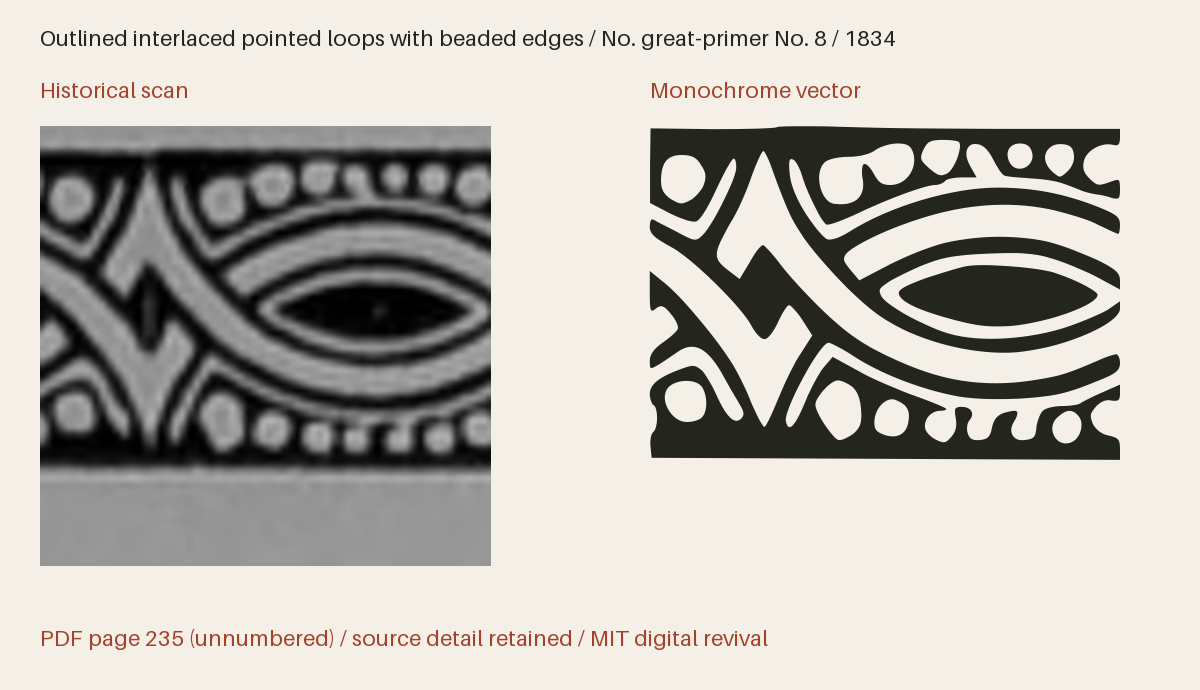 Outlined interlaced pointed loops with beaded edges / No. great-primer No. 8 / 1834
Historical scan
Monochrome vector
PDF page 235 (unnumbered) / source detail retained / MIT digital revival